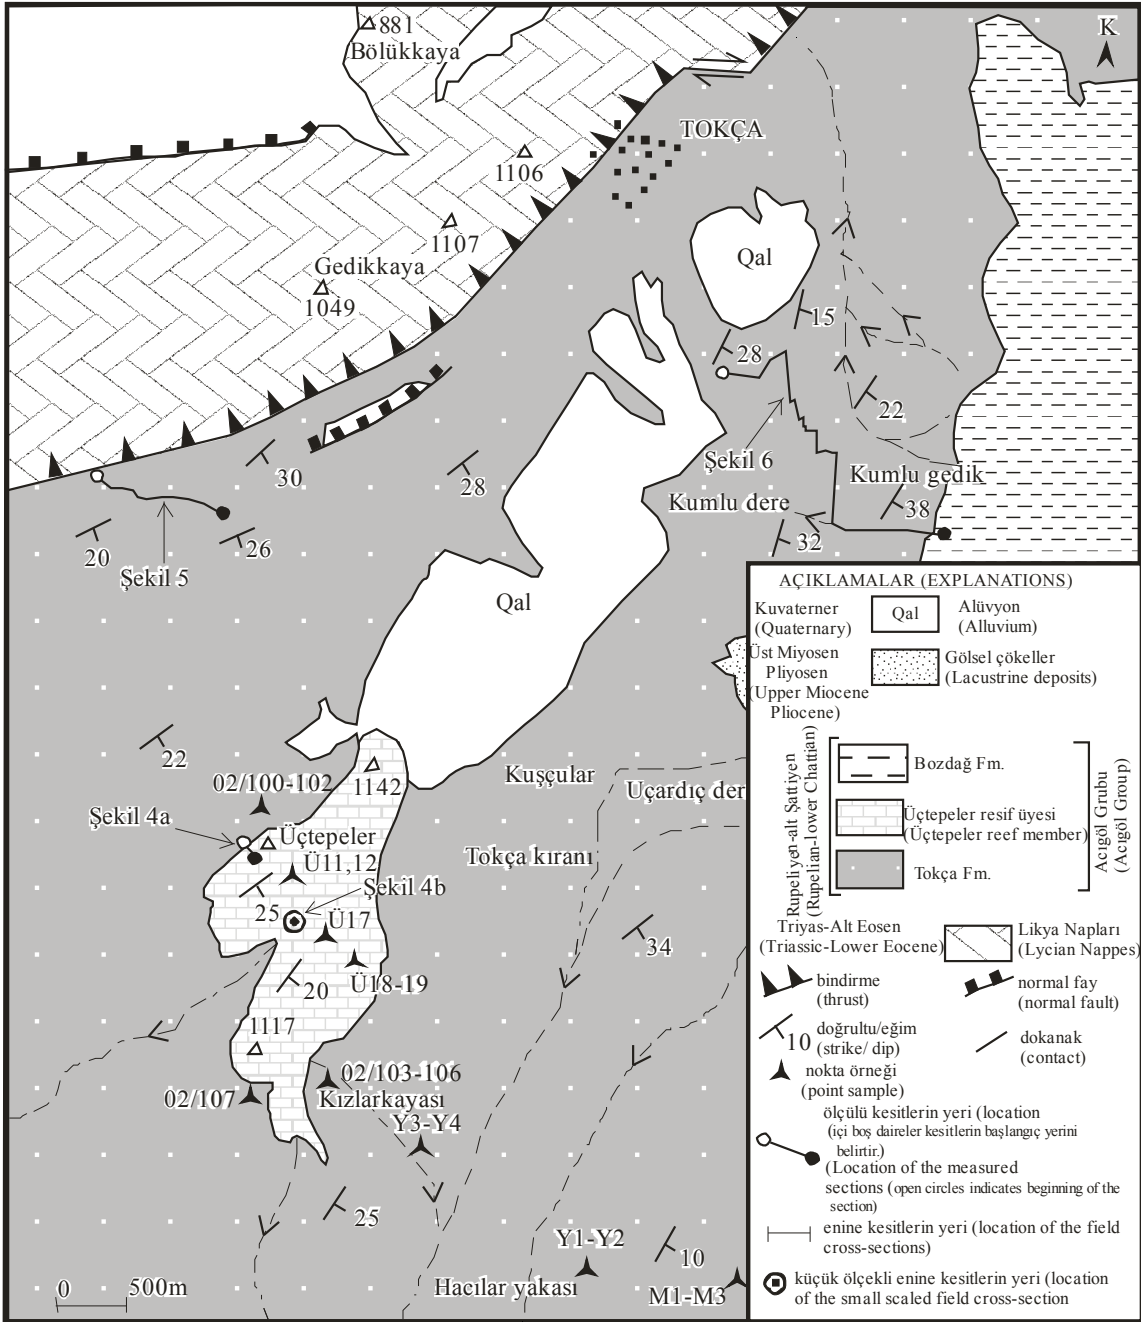 881
Bölükkaya
K
TOKÇA
1106
1107
Gedikkaya
1049
Qal
15
28
22
Şekil 6
Kumlu gedik
30
28
Kumlu dere
38
20
26
32
Şekil 5
Qal
22
1142
Kuşçular
02/100-102
Uçardıç der
Şekil 4a
Üçtepeler
Tokça kıranı
Ü11,12
Şekil 4b
25
Ü17
34
20
Ü18-19
1117
02/103-106
02/107
Kızlarkayası
Y3-Y4
25
Y1-Y2
10
0 500m
Hacılar yakası
M1-M3
AÇIKLAMALAR (EXPLANATIONS)
Kuvaterner
(Quaternary)
Qal
Alüvyon
(Alluvium)
Üst Miyosen
Pliyosen
(Upper Miocene
Pliocene)
Gölsel çökeller
(Lacustrine deposits)
Rupeliyen-alt Şattiyen
(Rupelian-lower Chattian)
Bozdağ Fm.
Üçtepeler resif üyesi
(Üçtepeler reef member)
Tokça Fm.
Acıgöl Grubu
(Acıgöl Group)
Triyas-Alt Eosen
(Triassic-Lower Eocene)
Likya Napları
(Lycian Nappes)
bindirme
(thrust)
normal fay
(normal fault)
10
doğrultu/eğim
(strike/ dip)
dokanak
(contact)
nokta örneği
(point sample)
ölçülü kesitlerin yeri (location
(içi boş daireler kesitlerin başlangıç yerini
belirtir.)
(Location of the measured
sections (open circles indicates beginning of the
section)
enine kesitlerin yeri (location of the field
cross-sections)
küçük ölçekli enine kesitlerin yeri (location
of the small scaled field cross-section